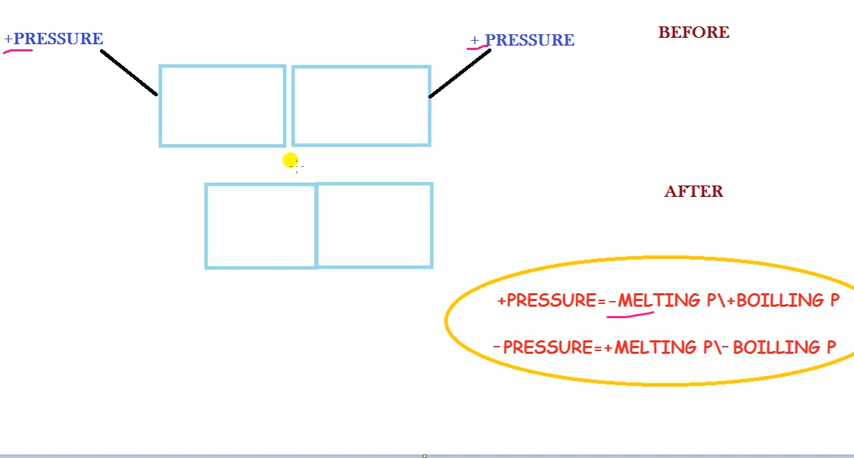 +PRESSURE
+ PRESSURE
BEFORE
AFTER
+PRESSURE=-MELTING P\+BOILLING P
-PRESSURE=+MELTING P\-BOILLING P